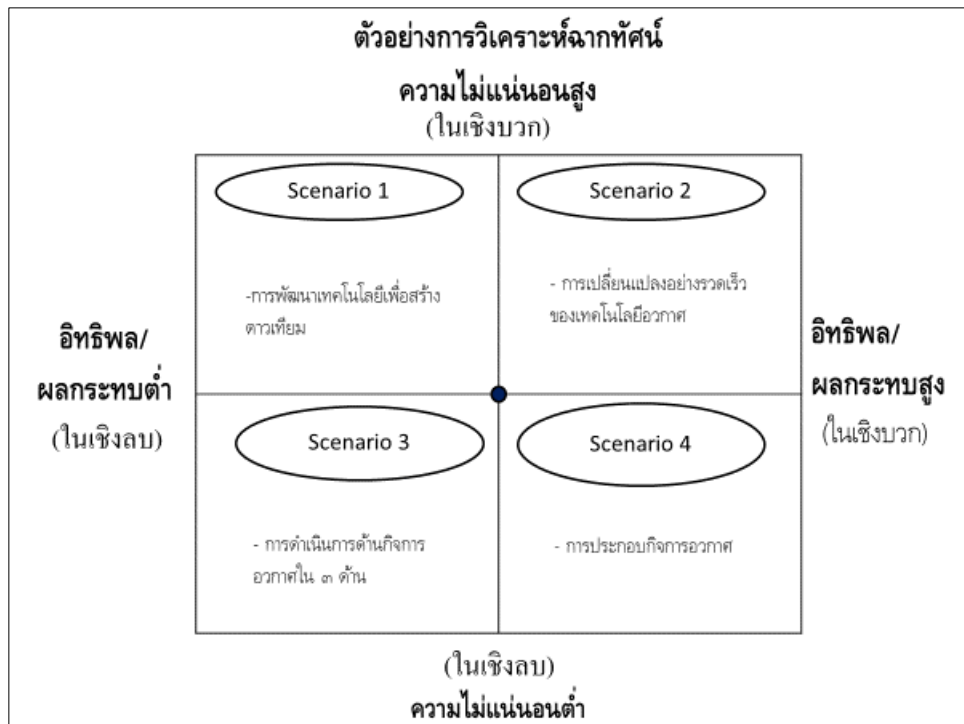 ตัวอย่างการวิเคราะห์ฉากทัศน์
ความไม่แน่นอนสูง
(ในเชิงบวก)
Scenario 1
Scenario 2
-การพัฒนาเทคโนโลยีเพื่อสร้าง
ดาวเทียม
- การเปลี่ยนแปลงอย่างรวดเร็ว
ของเทคโนโลยีอวกาศ
อิทธิพล/
ผลกระทบต่ำ
(ในเชิงลบ)
อิทธิพล/
ผลกระทบสูง
(ในเชิงบวก)
Scenario 3
Scenario 4
- การดำเนินการด้านกิจการ
อวกาศใน ๓ ด้าน
- การประกอบกิจการอวกาศ
(ในเชิงลบ)
ความไม่แน่นอนต่ำ